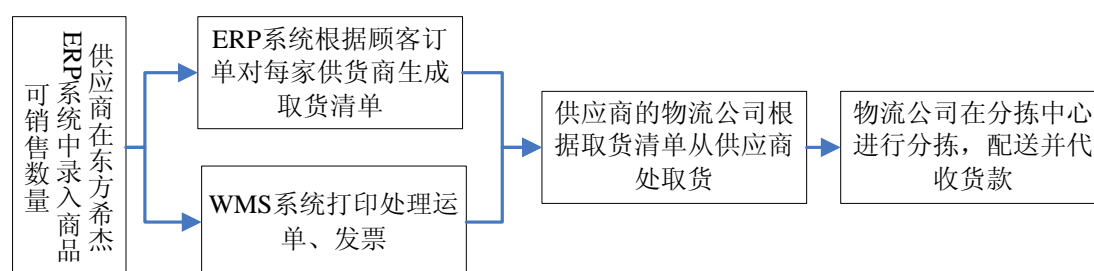 供应商在东方希杰
ERP系统中录入商品
可销售数量
ERP系统根据顾客订
单对每家供货商生成
取货清单
WMS系统打印处理运
单、发票
供应商的物流公司根
据取货清单从供应商
处取货
物流公司在分拣中心
进行分拣，配送并代
收货款